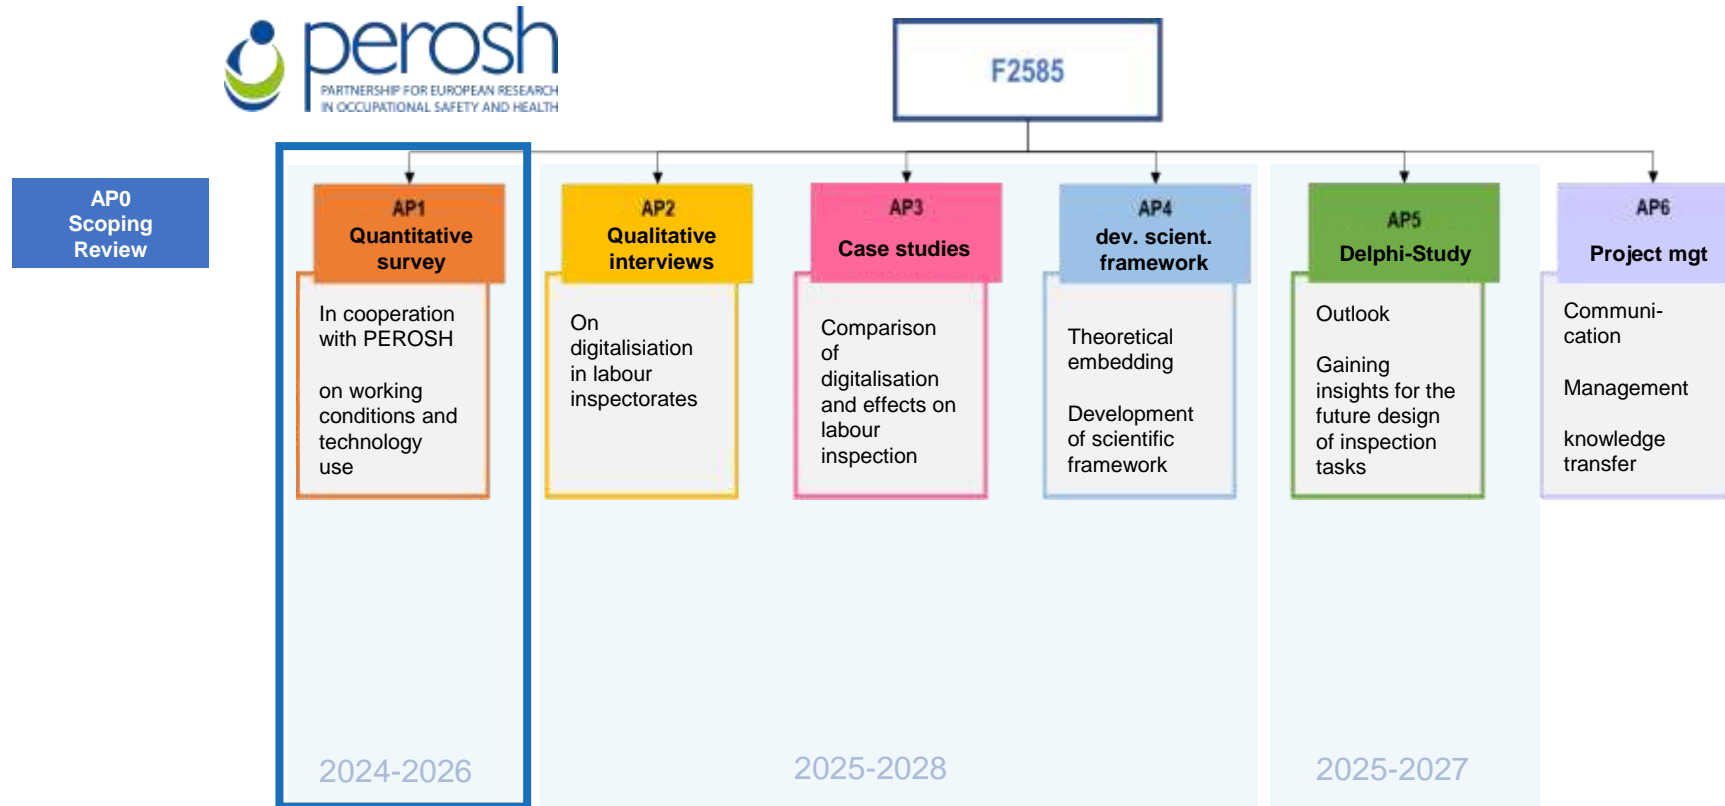 perosh
PARTNERSHIP FOR EUROPEAN RESEARCH
IN OCCUPATIONAL SAFETY AND HEALTH
F2585
AP0
Scoping
Review
AP1
Quantitative
survey
In cooperation
with PEROSH
on working
conditions and
technology
use
AP2
Qualitative
interviews
On
digitalisiation
in labour
inspectorates
AP3
Case studies
Comparison
of
digitalisation
and effects on
labour
inspection
AP4
dev. scient.
framework
Theoretical
embedding
Development
of scientific
framework
AP5
Delphi-Study
Outlook
Gaining
insights for the
future design
of inspection
tasks
AP6
Project mgt
Communi-
cation
Management
knowledge
transfer
2024-2026
2025-2028
2025-2027